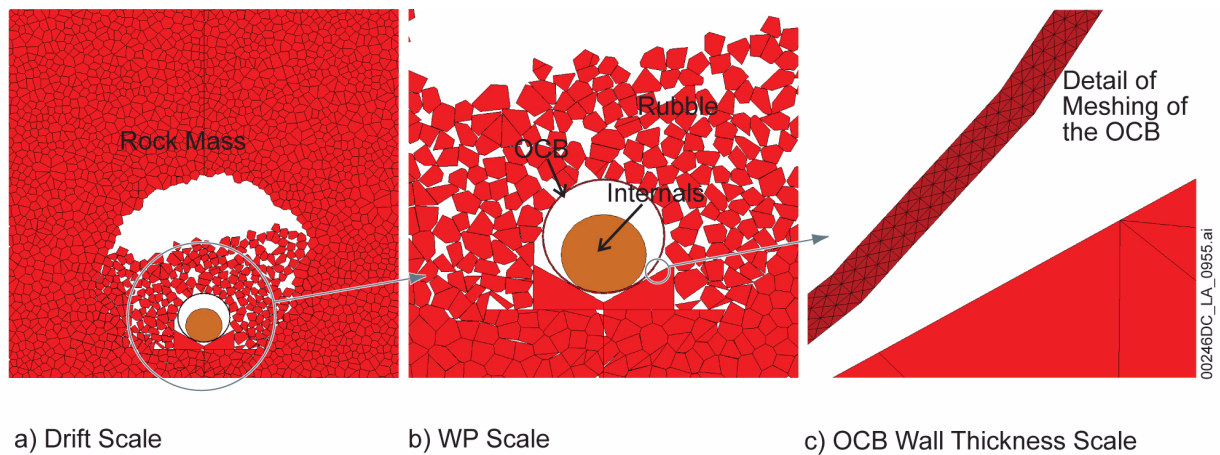 Rock Mass
Rubble
OCB
Internals
Detail of
Meshing of
the OCB
00246DC_LA_0955.ai
a) Drift Scale
b) WP Scale
c) OCB Wall Thickness Scale